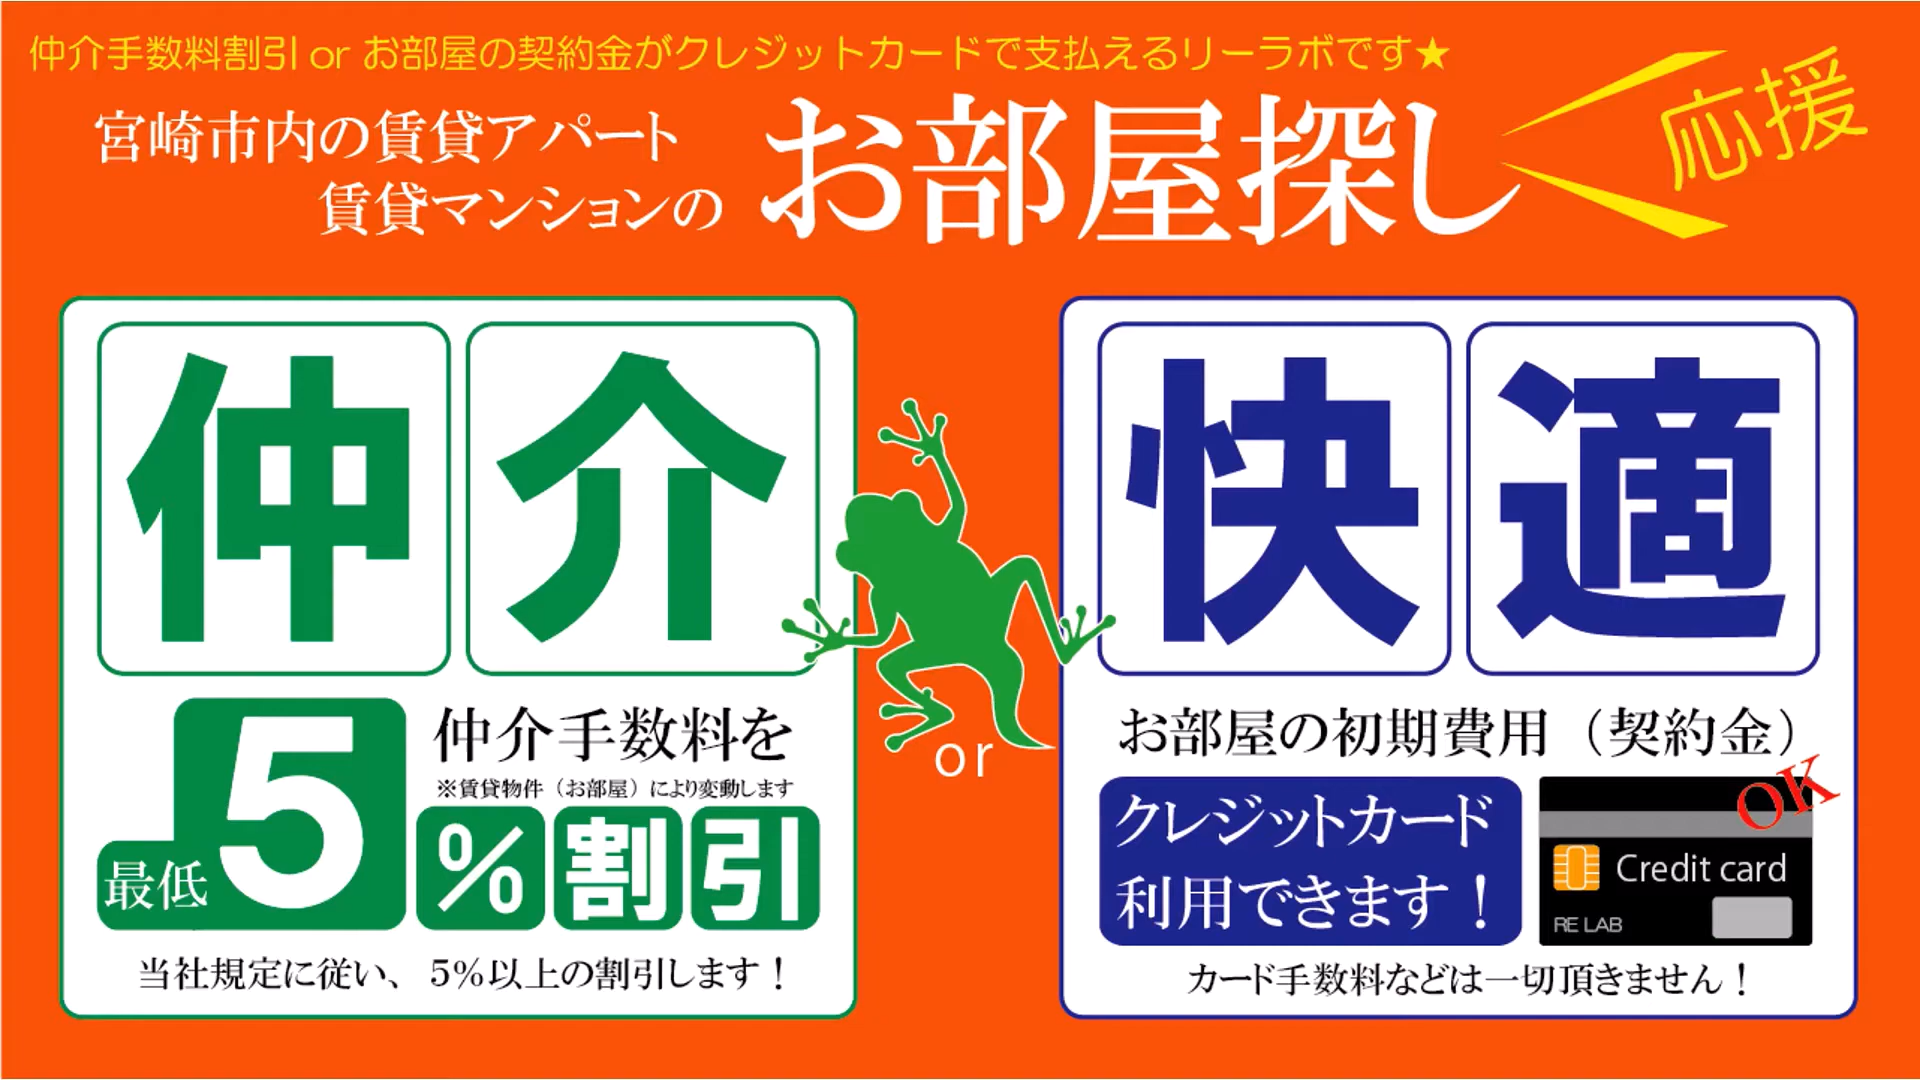 仲介手数料割引 or お部屋の契約金がクレジットカードで支払えるリーラボです★
宮崎市内の賃貸アパート
賃貸マンションの
お部屋探し
応援
仲介
最低5%割引
仲介手数料を
※賃貸物件（お部屋）により変動します
当社規定に従い、5%以上の割引します！
or
快適
お部屋の初期費用（契約金）
クレジットカード
利用できます！
OK
Credit card
RE LAB
カード手数料などは一切頂きません！